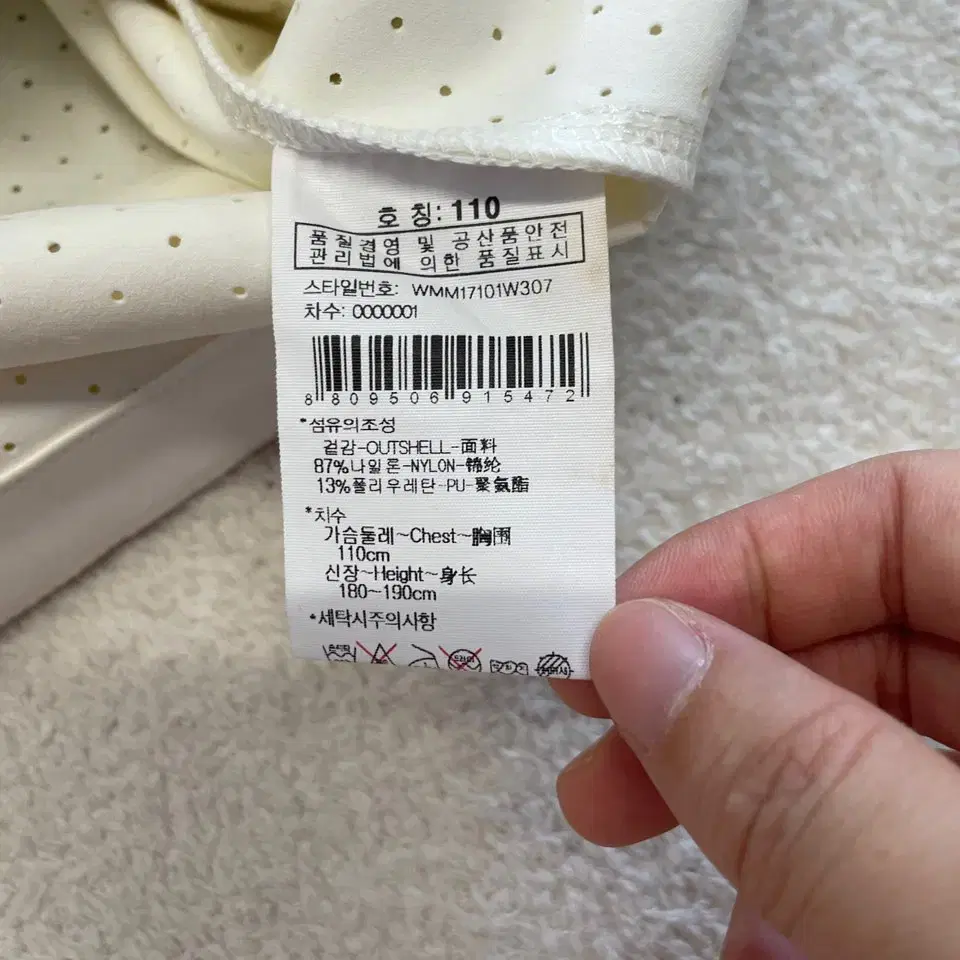 호 칭: 110
품질경영 및 공산품안전
관리법에 의한 품질표시
스타일번호: WMM17101W307
차수: 0000001
8 809506 915472
*섬유의조성
겉감-OUTSHELL-面料
87%나일론-NYLON-锦纶
13%폴리우레탄-PU-聚氨酯
*치수
가슴둘레~Chest~胸围
110cm
신장~Height~身长
180~190cm
*세탁시주의사항